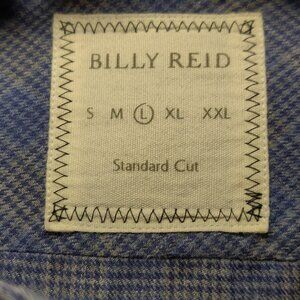 BILLY REID
S M L XL XXL
Standard Cut